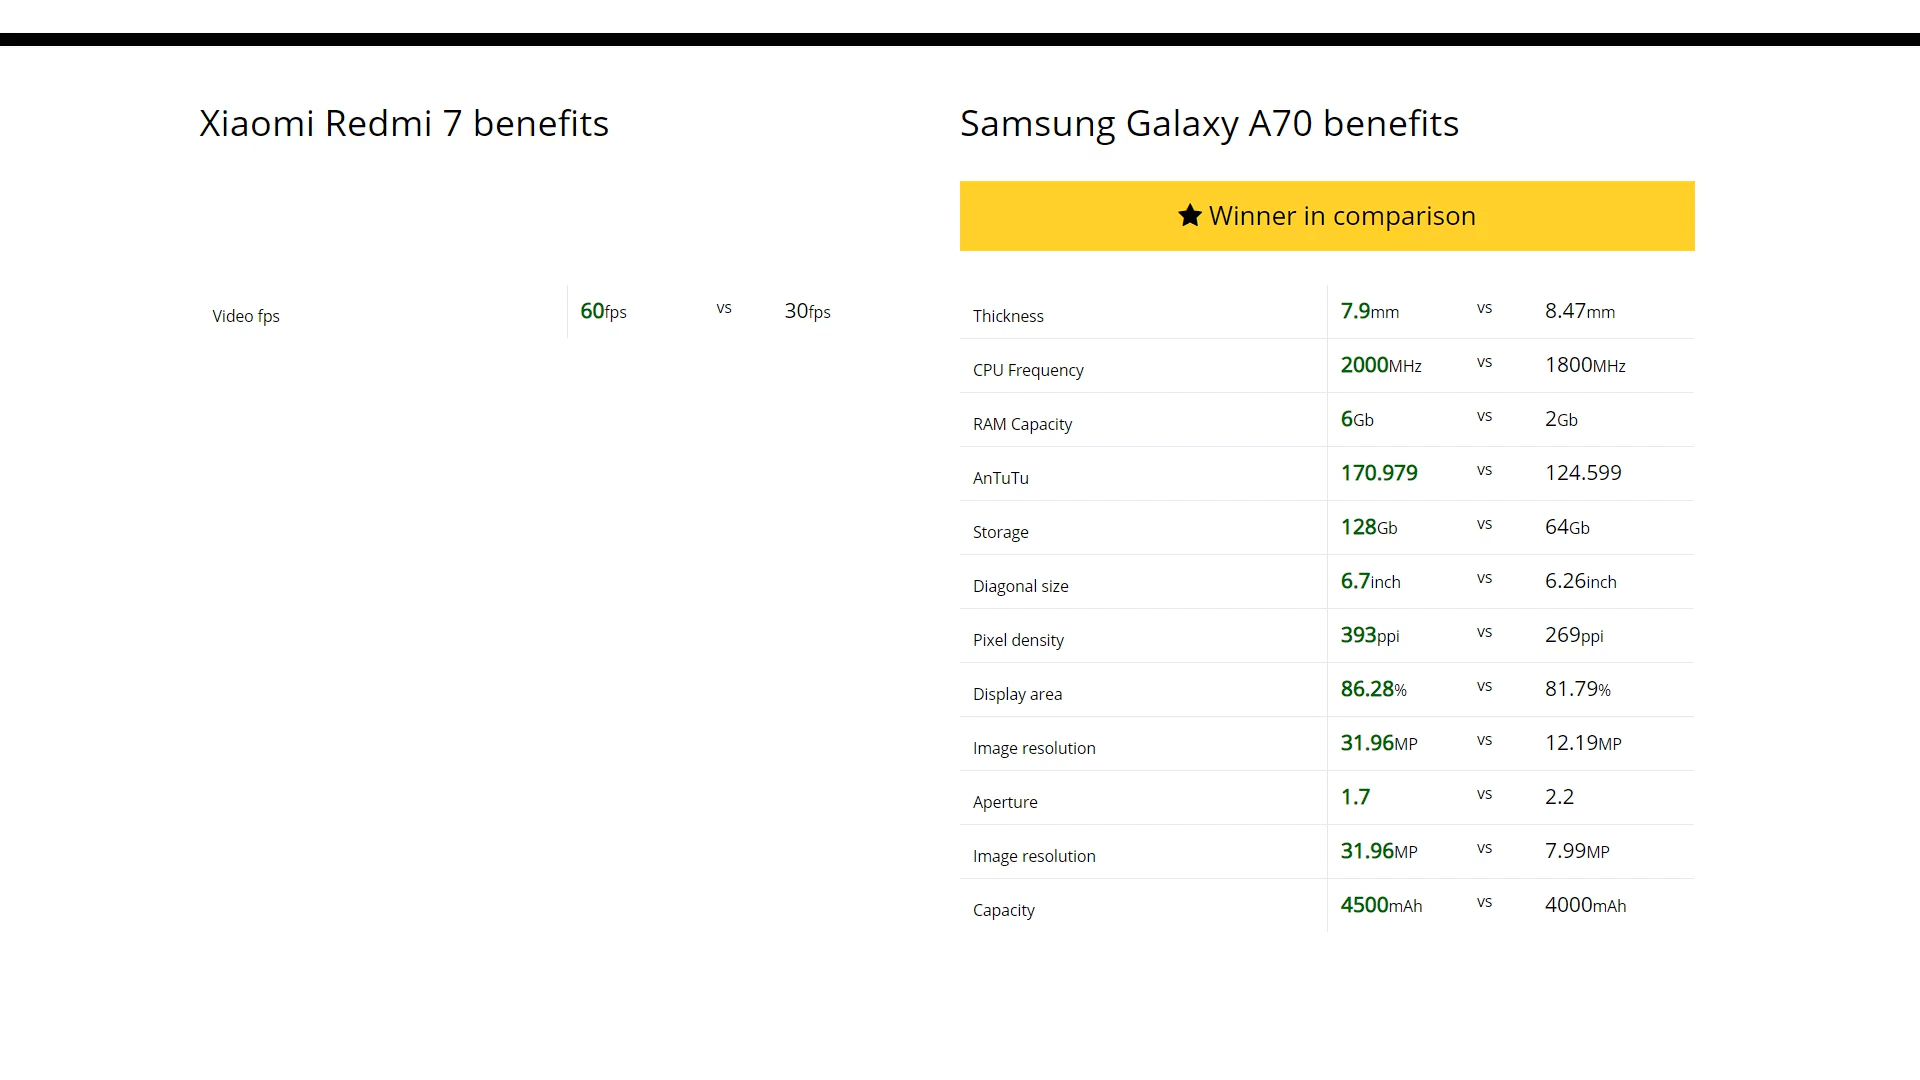 Xiaomi Redmi 7 benefits
Video fps 60fps vs 30fps
Samsung Galaxy A70 benefits
★ Winner in comparison
Thickness 7.9mm vs 8.47mm
CPU Frequency 2000MHz vs 1800MHz
RAM Capacity 6Gb vs 2Gb
AnTuTu 170.979 vs 124.599
Storage 128Gb vs 64Gb
Diagonal size 6.7inch vs 6.26inch
Pixel density 393ppi vs 269ppi
Display area 86.28% vs 81.79%
Image resolution 31.96MP vs 12.19MP
Aperture 1.7 vs 2.2
Image resolution 31.96MP vs 7.99MP
Capacity 4500mAh vs 4000mAh